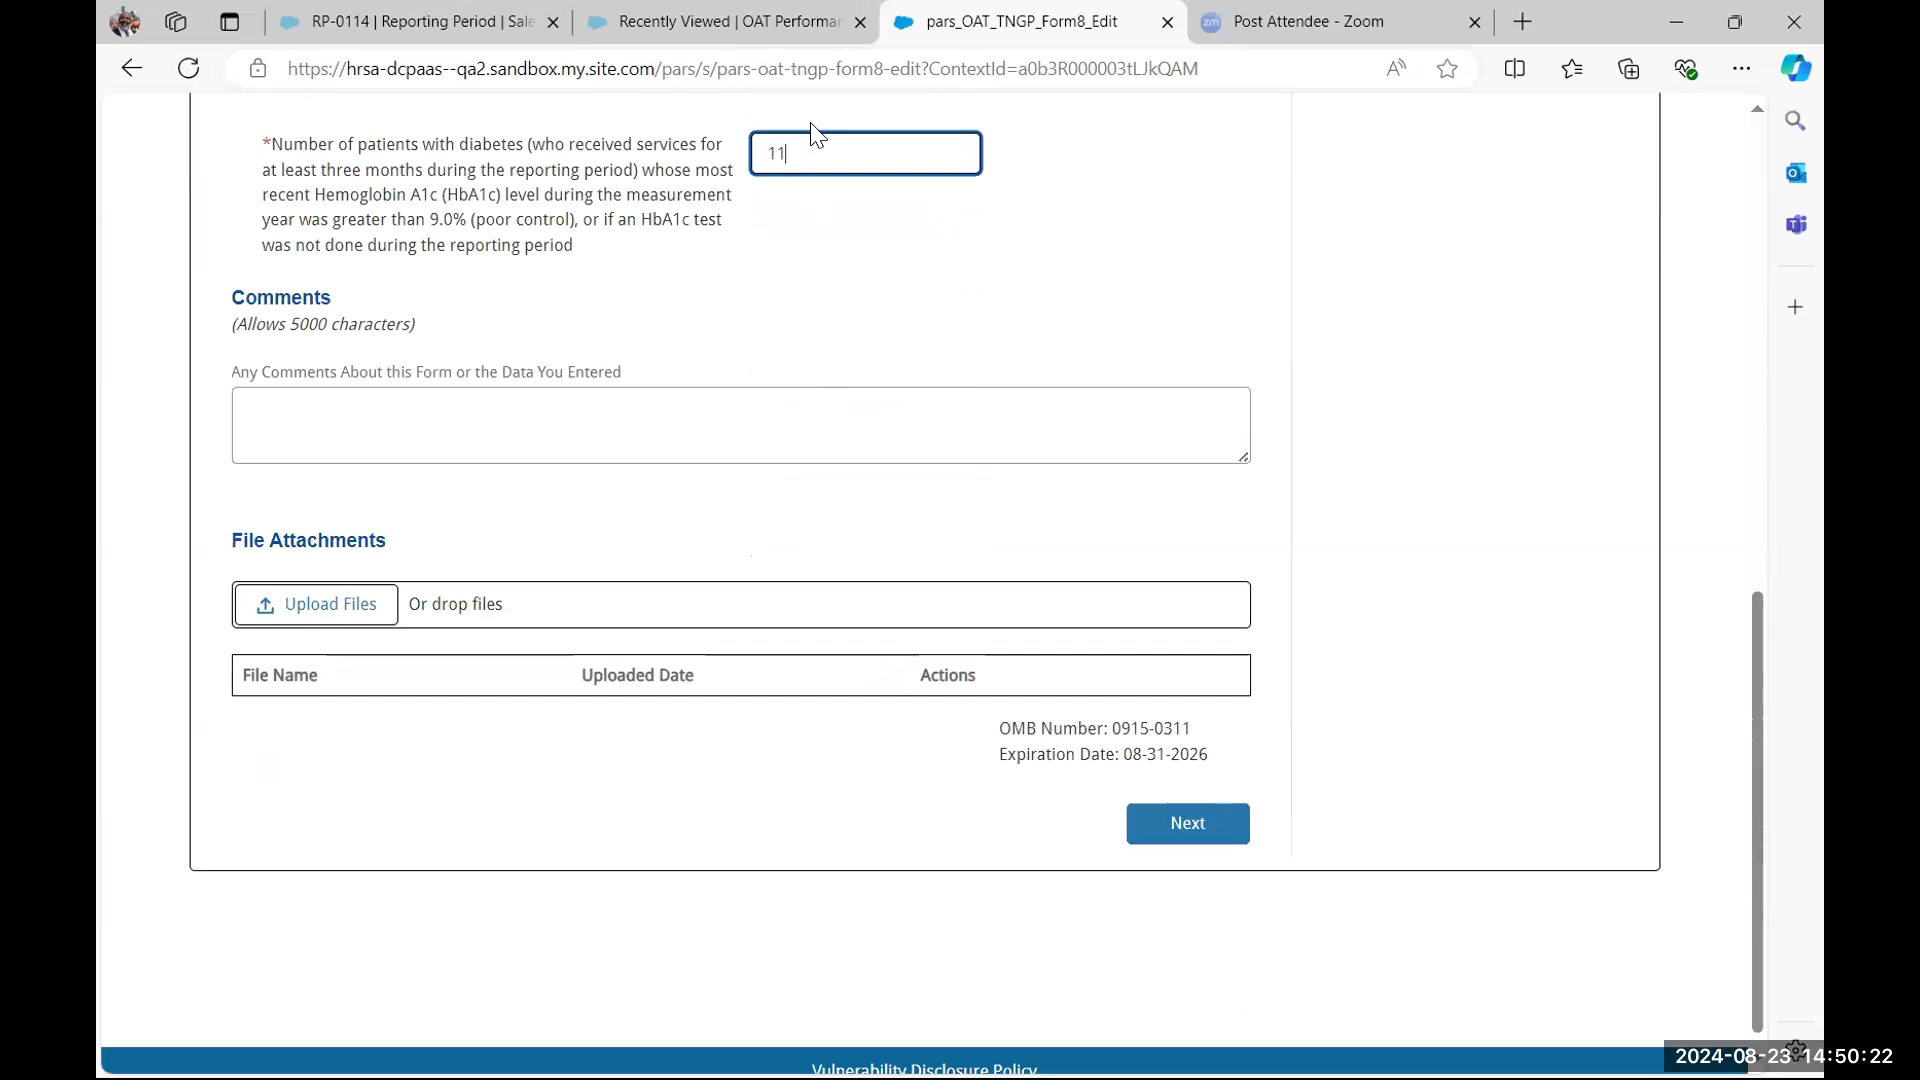 RP-0114 | Reporting Period | Sale
Recently Viewed | OAT Performar
pars_OAT_TNGP_Form8_Edit
zm Post Attendee - Zoom
https://hrsa-dcpaas--qa2.sandbox.my.site.com/pars/s/pars-oat-tngp-form8-edit?ContextId=a0b3R000003tLJkQAM
*Number of patients with diabetes (who received services for
at least three months during the reporting period) whose most
recent Hemoglobin A1c (HbA1c) level during the measurement
year was greater than 9.0% (poor control), or if an HbA1c test
was not done during the reporting period
11
Comments
(Allows 5000 characters)
Any Comments About this Form or the Data You Entered
File Attachments
Upload Files Or drop files
File Name Uploaded Date Actions
OMB Number: 0915-0311
Expiration Date: 08-31-2026
Next
Vulnerability Disclosure Policy
2024-08-23 14:50:22